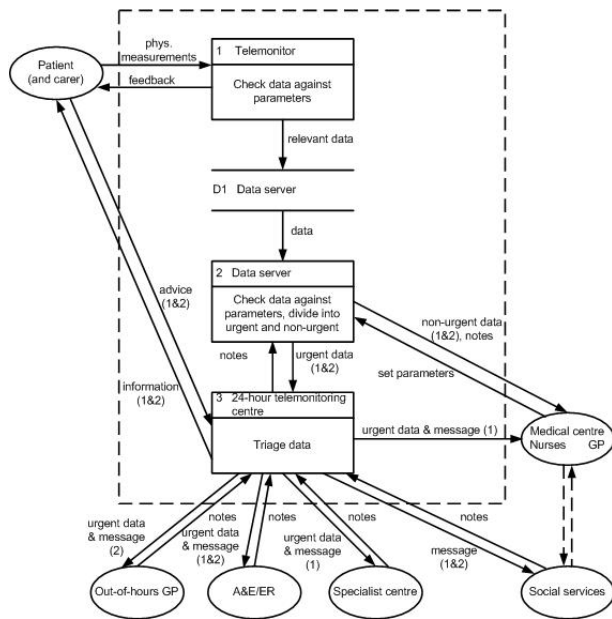 phys.
measurements
feedback
Patient
(and carer)
1 Telemonitor
Check data against
parameters
relevant data
D1 Data server
data
2 Data server
Check data against
parameters, divide into
urgent and non-urgent
advice
(1&2)
non-urgent data
(1&2), notes
set parameters
notes
urgent data
(1&2)
information
(1&2)
3 24-hour telemonitoring
centre
Triage data
urgent data & message (1)
Medical centre
Nurses GP
urgent data
& message
(2)
notes
urgent data
& message
(1&2)
notes
urgent data
& message
(1)
notes
message
(1&2)
notes
Out-of-hours GP
A&E/ER
Specialist centre
Social services